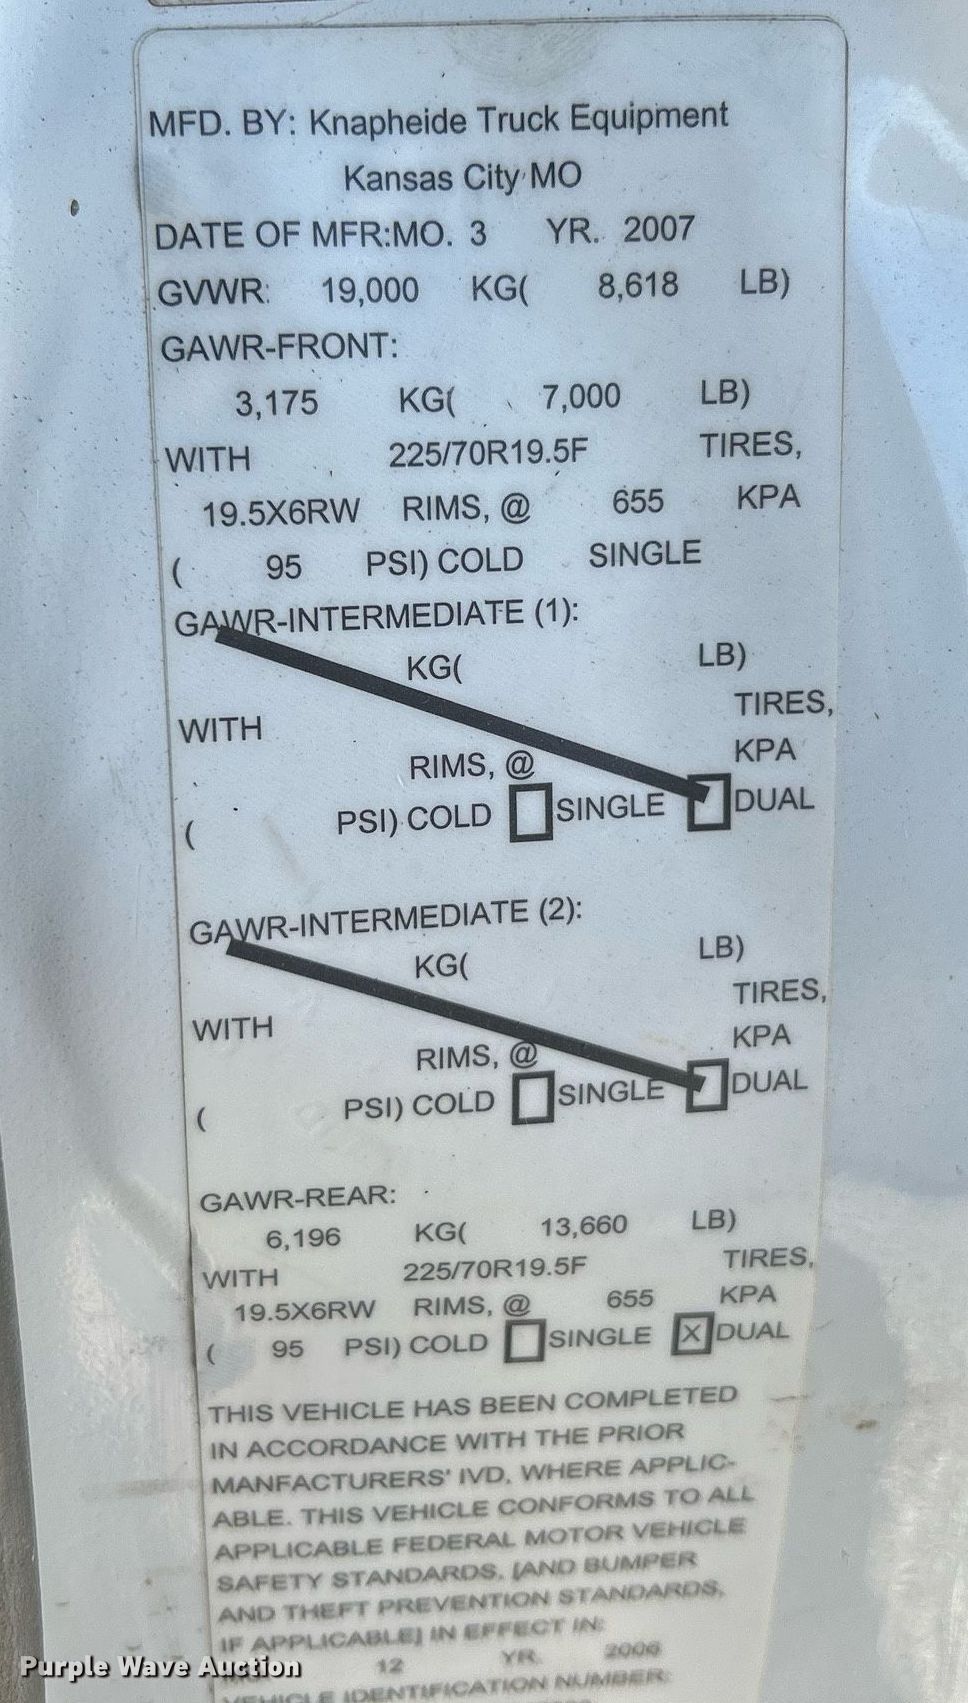 MFD. BY: Knapheide Truck Equipment
Kansas City MO
DATE OF MFR:MO. 3 YR. 2007
GVWR: 19,000 KG( 8,618 LB)
GAWR-FRONT:
3,175 KG( 7,000 LB)
WITH 225/70R19.5F TIRES,
19.5X6RW RIMS, @ 655 KPA
( 95 PSI) COLD SINGLE
GAWR-INTERMEDIATE (1):
KG( LB)
WITH TIRES,
RIMS, @ KPA
( PSI) COLD SINGLE DUAL
GAWR-INTERMEDIATE (2):
KG( LB)
WITH TIRES,
RIMS, @ KPA
( PSI) COLD SINGLE DUAL
GAWR-REAR:
6,196 KG( 13,660 LB)
WITH 225/70R19.5F TIRES,
19.5X6RW RIMS, @ 655 KPA
( 95 PSI) COLD SINGLE X DUAL
THIS VEHICLE HAS BEEN COMPLETED
IN ACCORDANCE WITH THE PRIOR
MANFACTURERS' IVD, WHERE APPLIC-
ABLE. THIS VEHICLE CONFORMS TO ALL
APPLICABLE FEDERAL MOTOR VEHICLE
SAFETY STANDARDS, [AND BUMPER
AND THEFT PREVENTION STANDARDS,
IF APPLICABLE] IN EFFECT IN:
12 YR. 2006
VEHICLE IDENTIFICATION NUMBER:
Purple Wave Auction